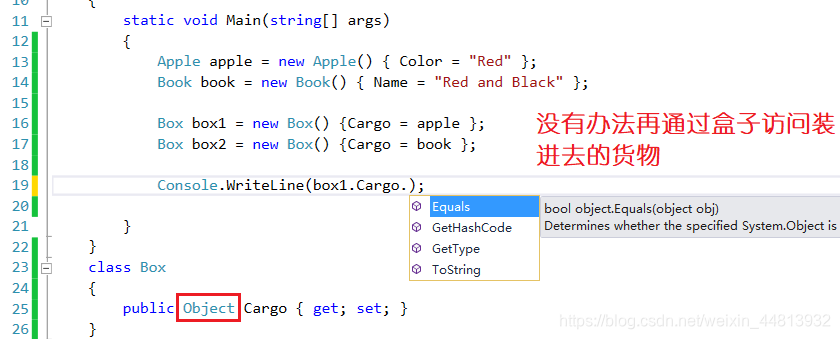 10 {
11 static void Main(string[] args)
12 {
13 Apple apple = new Apple() { Color = "Red" };
14 Book book = new Book() { Name = "Red and Black" };
15
16 Box box1 = new Box() {Cargo = apple };
17 Box box2 = new Box() {Cargo = book };
18
19 Console.WriteLine(box1.Cargo.);
20
21 }
22 }
23 class Box
24 {
25 public Object Cargo { get; set; }
26 }
没有办法再通过盒子访问装
进去的货物
Equals
GetHashCode
GetType
ToString
bool object.Equals(object obj)
Determines whether the specified System.Object is
https://blog.csdn.net/weixin_44813932